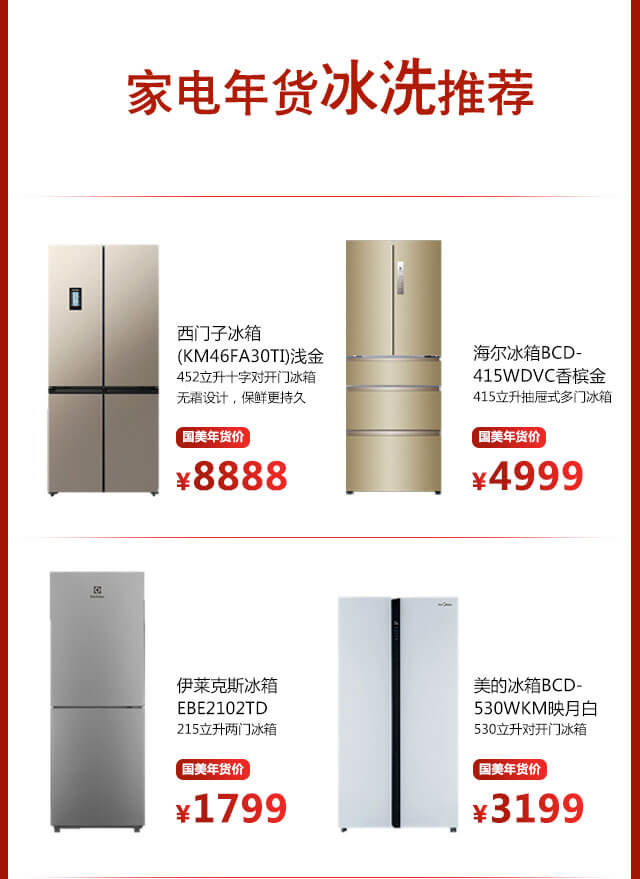 家电年货冰洗推荐
西门子冰箱
(KM46FA30TI)浅金
452立升十字对开门冰箱
无霜设计，保鲜更持久
国美年货价
¥8888
海尔冰箱BCD-
415WDVC香槟金
415立升抽屉式多门冰箱
国美年货价
¥4999
伊莱克斯冰箱
EBE2102TD
215立升两门冰箱
国美年货价
¥1799
美的冰箱BCD-
530WKM映月白
530立升对开门冰箱
国美年货价
¥3199